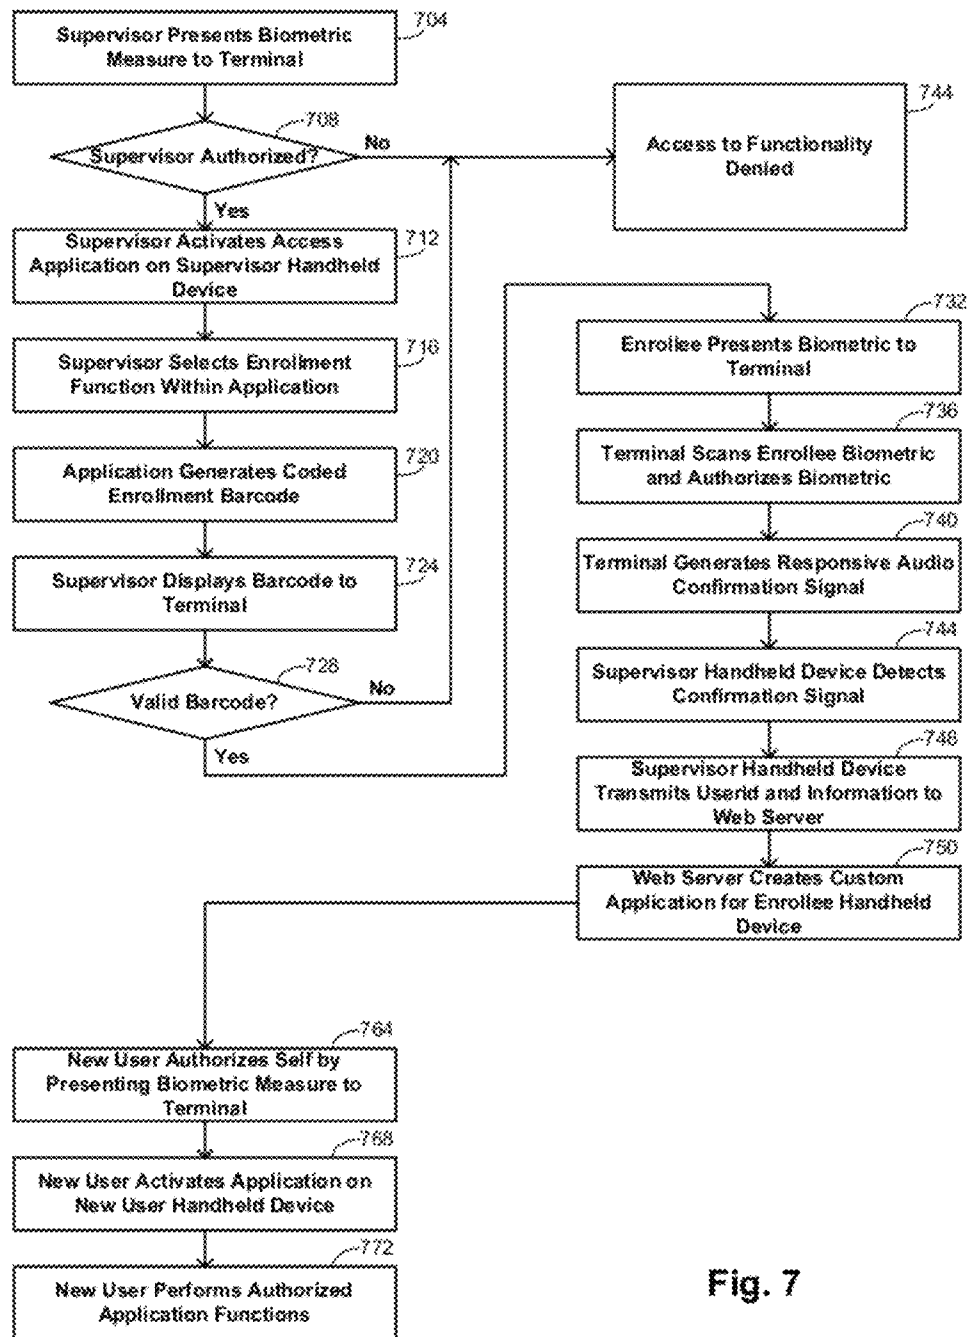 704
Supervisor Presents Biometric
Measure to Terminal
708
Supervisor Authorized?
No
Yes
744
Access to Functionality
Denied
712
Supervisor Activates Access
Application on Supervisor Handheld
Device
716
Supervisor Selects Enrollment
Function Within Application
720
Application Generates Coded
Enrollment Barcode
724
Supervisor Displays Barcode to
Terminal
728
Valid Barcode?
No
Yes
732
Enrollee Presents Biometric to
Terminal
736
Terminal Scans Enrollee Biometric
and Authorizes Biometric
740
Terminal Generates Responsive Audio
Confirmation Signal
744
Supervisor Handheld Device Detects
Confirmation Signal
746
Supervisor Handheld Device
Transmits UserId and Information to
Web Server
750
Web Server Creates Custom
Application for Enrollee Handheld
Device
764
New User Authorizes Self by
Presenting Biometric Measure to
Terminal
768
New User Activates Application on
New User Handheld Device
772
New User Performs Authorized
Application Functions
Fig. 7